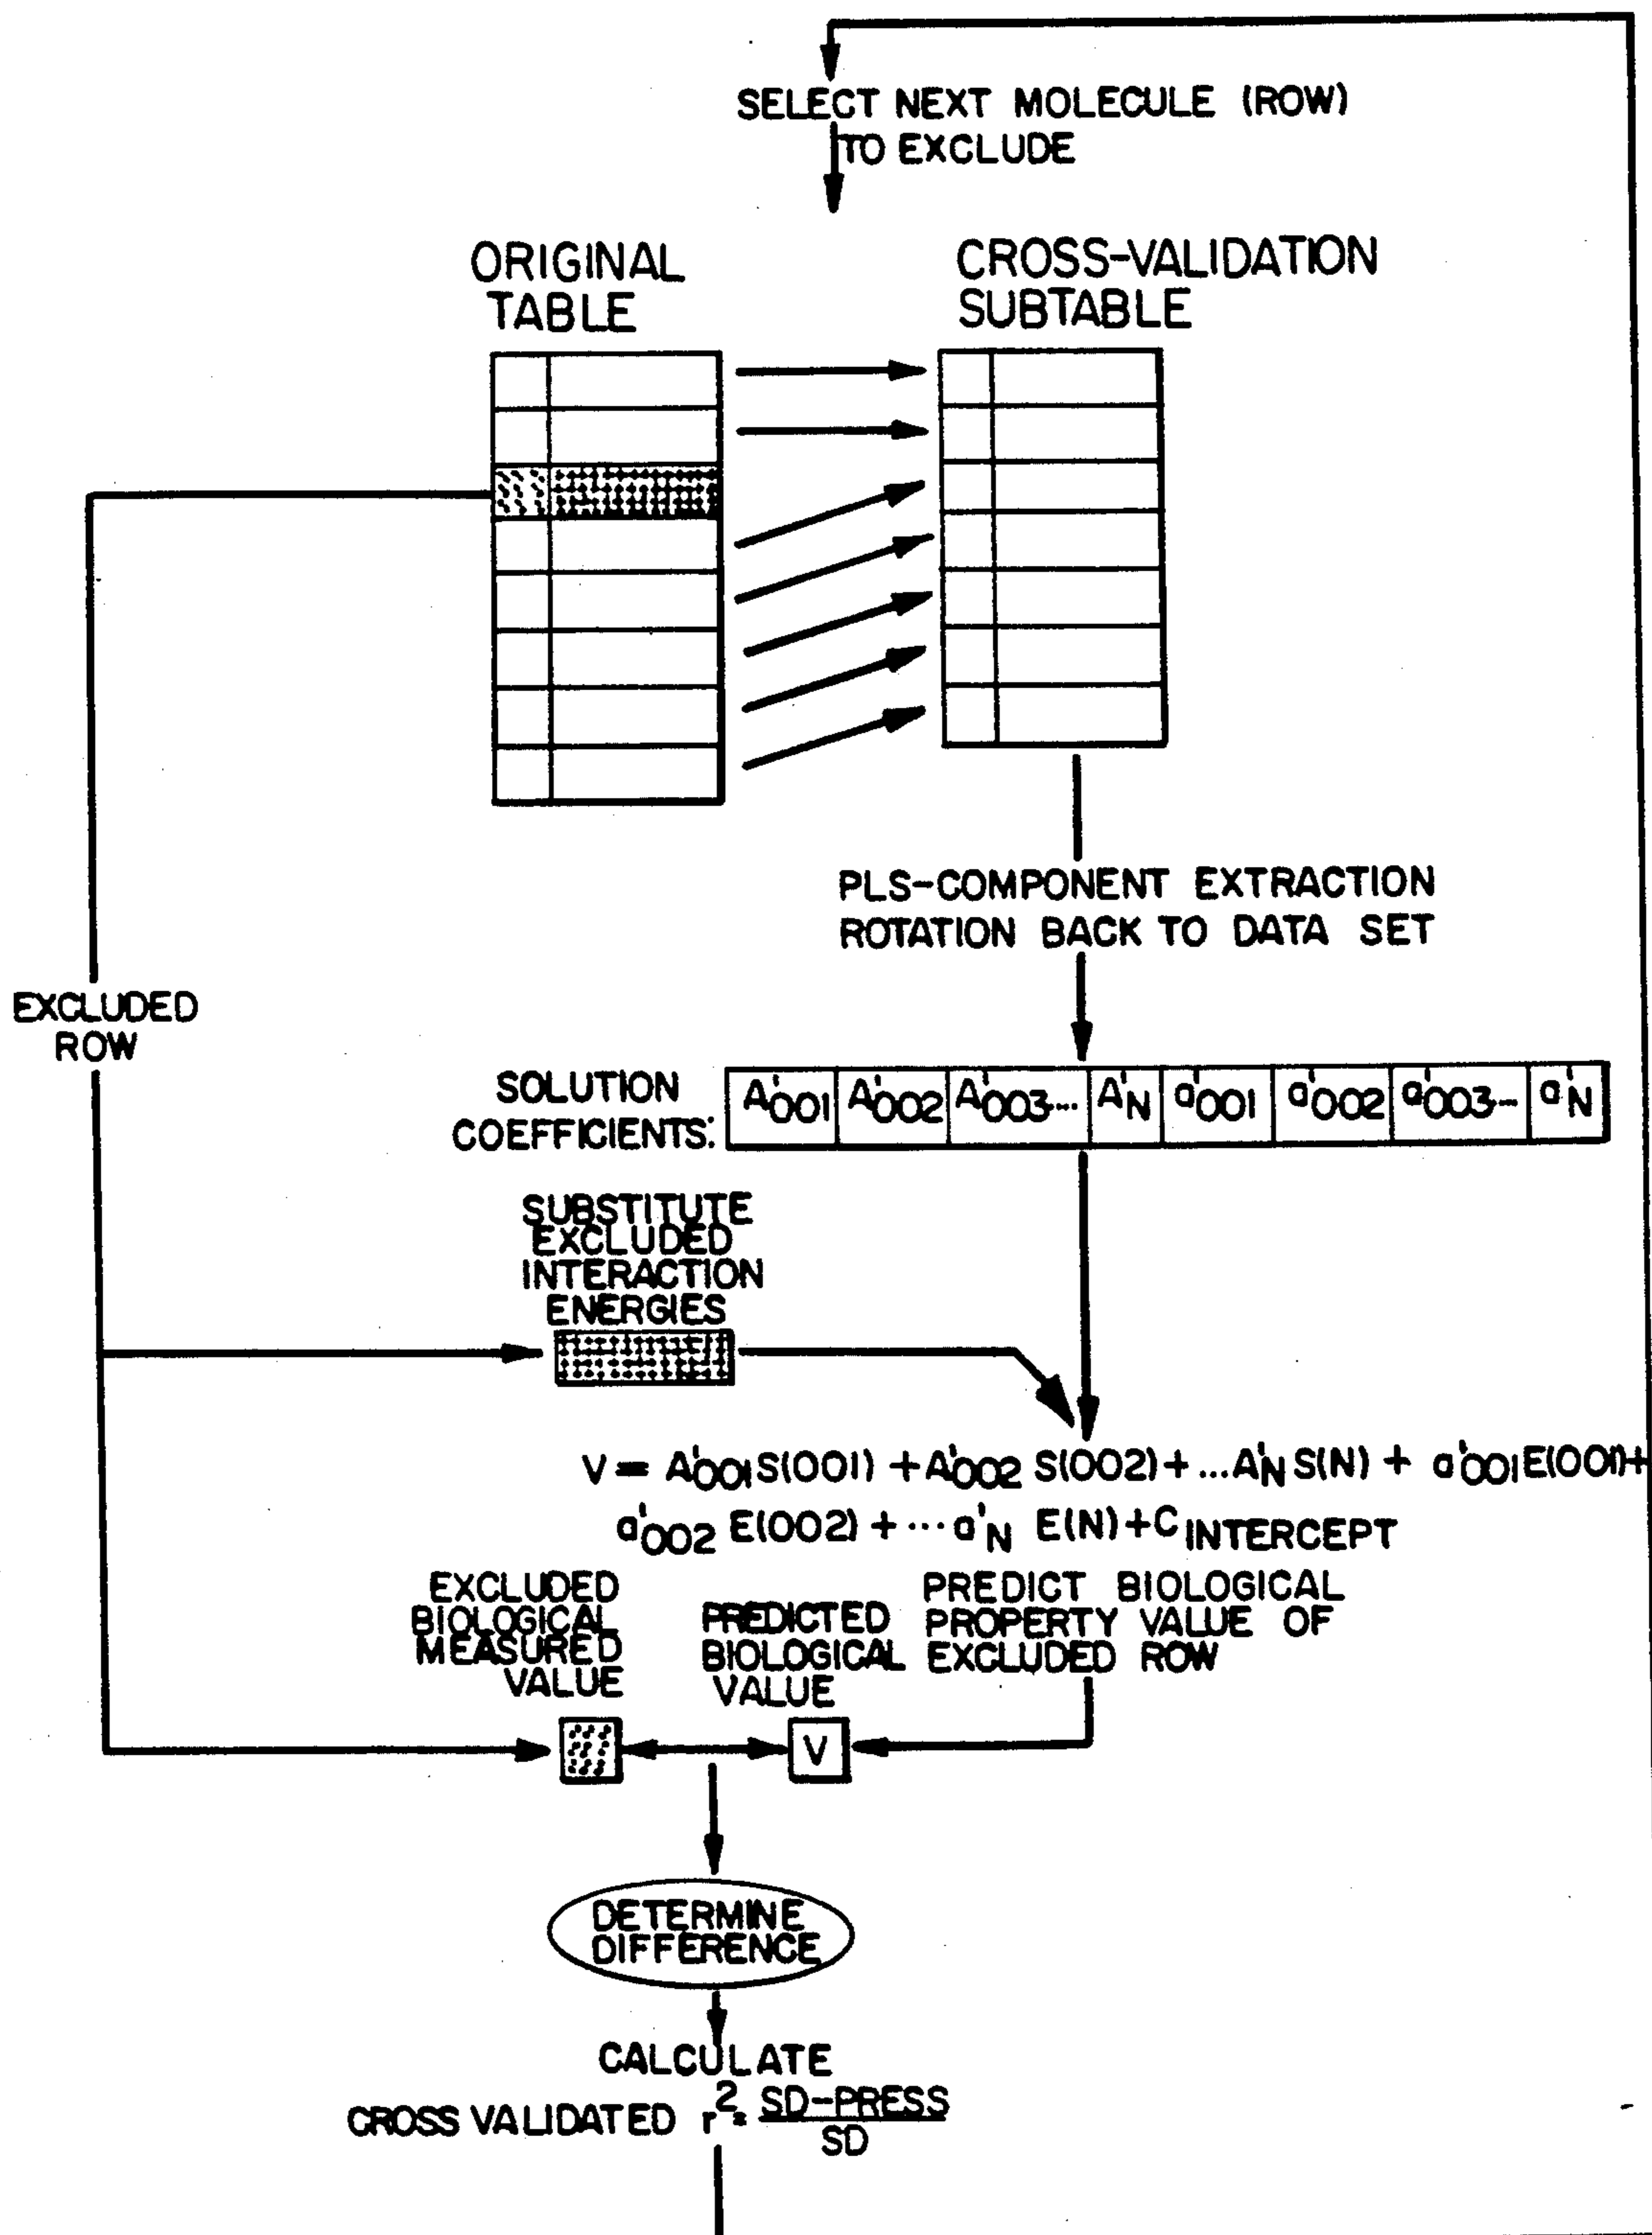 SELECT NEXT MOLECULE (ROW)
TO EXCLUDE
ORIGINAL
TABLE
CROSS-VALIDATION
SUBTABLE
PLS-COMPONENT EXTRACTION
ROTATION BACK TO DATA SET
EXCLUDED
ROW
SOLUTION
COEFFICIENTS:
A'001 A'002 A'003... A'N a'001 a'002 a'003... a'N
SUBSTITUTE
EXCLUDED
INTERACTION
ENERGIES
V = A'001 S(001) + A'002 S(002) + ... A'N S(N) + a'001 E(001) +
a'002 E(002) + ... a'N E(N) + C INTERCEPT
EXCLUDED
BIOLOGICAL
MEASURED
VALUE
PREDICTED
BIOLOGICAL
VALUE
PREDICT BIOLOGICAL
PROPERTY VALUE OF
EXCLUDED ROW
V
DETERMINE
DIFFERENCE
CALCULATE
CROSS VALIDATED r² = SD-PRESS
SD